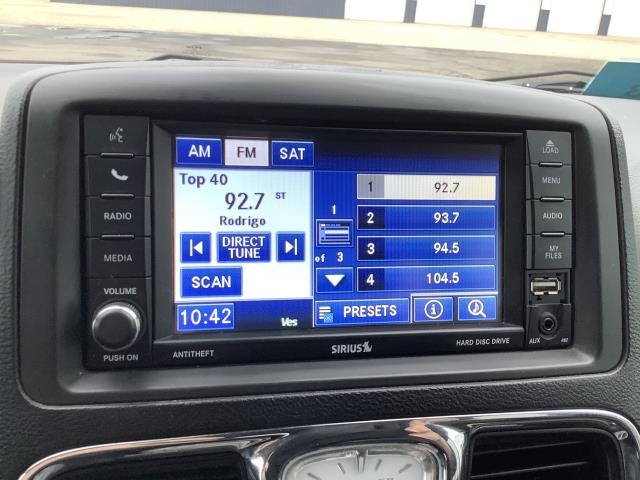 AM FM SAT
Top 40
92.7 ST
Rodrigo
DIRECT
TUNE
SCAN
10:42
Ves
1
of 3
1 92.7
2 93.7
3 94.5
4 104.5
PRESETS
RADIO
MEDIA
VOLUME
PUSH ON
ANTITHEFT
SIRIUS
HARD DISC DRIVE
LOAD
MENU
AUDIO
MY
FILES
AUX